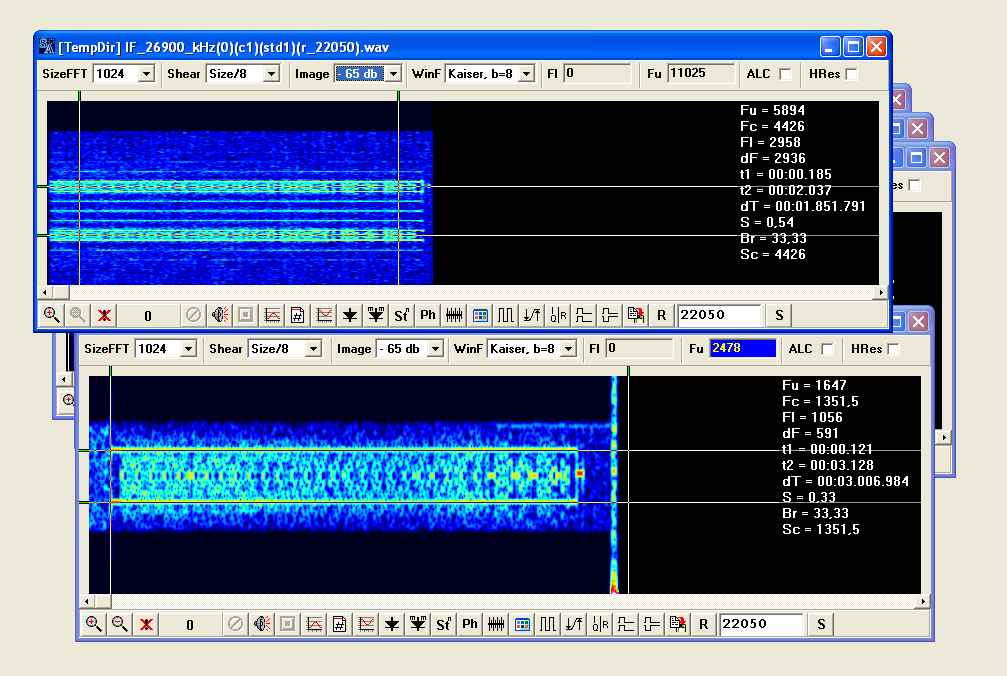 [TempDir] IF_26900_kHz(0)(c1)(std1)(r_22050).wav
SizeFFT 1024 Shear Size/8 Image - 65 db WinF Kaiser, b=8 Fl 0 Fu 11025 ALC HRes
Fu = 5894
Fc = 4426
Fl = 2958
dF = 2936
t1 = 00:00.185
t2 = 00:02.037
dT = 00:01.851.791
S = 0,54
Br = 33,33
Sc = 4426
es
0 Sf Ph R 22050 S
SizeFFT 1024 Shear Size/8 Image - 65 db WinF Kaiser, b=8 Fl 0 Fu 2478 ALC HRes
Fu = 1647
Fc = 1351,5
Fl = 1056
dF = 591
t1 = 00:00.121
t2 = 00:03.128
dT = 00:03.006.984
S = 0,33
Br = 33,33
Sc = 1351,5
0 Sf Ph R 22050 S